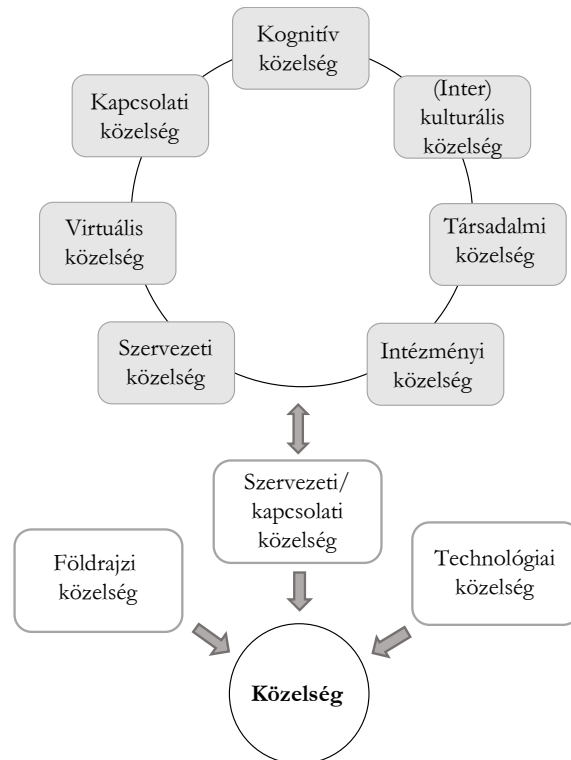 Kognitív
közelség
Kapcsolati
közelség
(Inter)
kulturális
közelség
Virtuális
közelség
Társadalmi
közelség
Szervezeti
közelség
Intézményi
közelség
Szervezeti/
kapcsolati
közelség
Földrajzi
közelség
Technológiai
közelség
Közelség